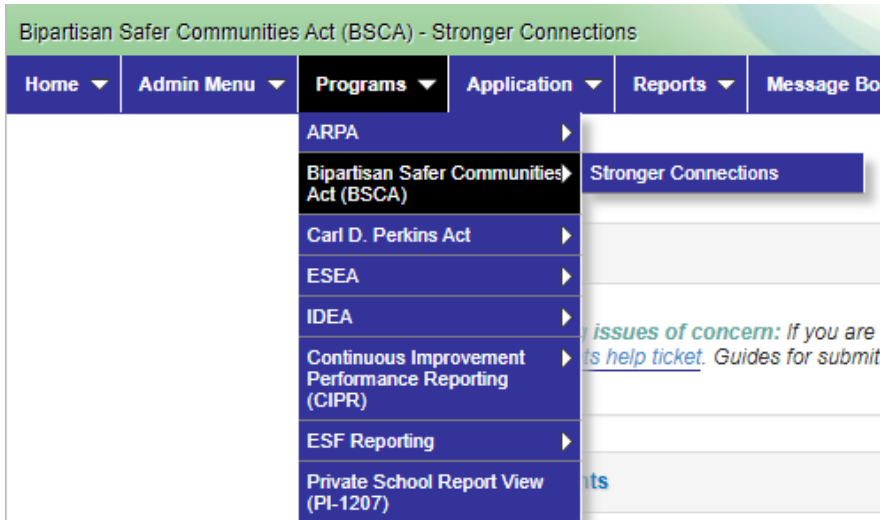 Bipartisan Safer Communities Act (BSCA) - Stronger Connections
Home Admin Menu Programs Application Reports Message Bo
ARPA
Bipartisan Safer Communities Stronger Connections
Act (BSCA)
Carl D. Perkins Act
ESEA
IDEA
issues of concern: If you are
Continuous Improvement
ts help ticket. Guides for submit
Performance Reporting
(CIPR)
ESF Reporting
Private School Report View
nts
(PI-1207)